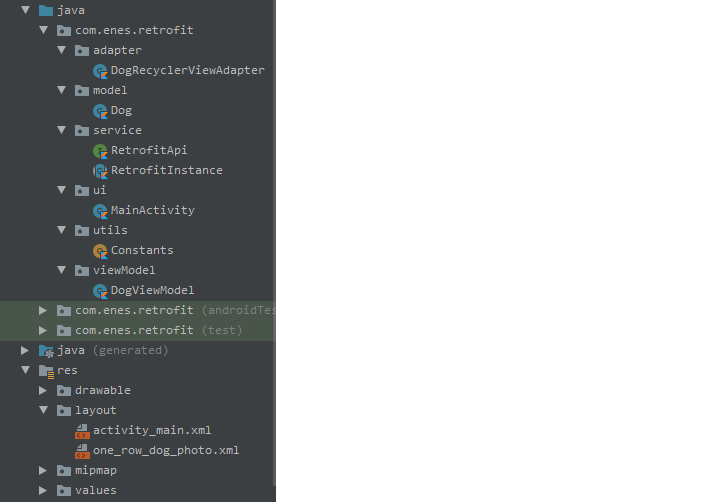 java
com.enes.retrofit
adapter
DogRecyclerViewAdapter
model
Dog
service
RetrofitApi
RetrofitInstance
ui
MainActivity
utils
Constants
viewModel
DogViewModel
com.enes.retrofit (androidTes
com.enes.retrofit (test)
java (generated)
res
drawable
layout
activity_main.xml
one_row_dog_photo.xml
mipmap
values